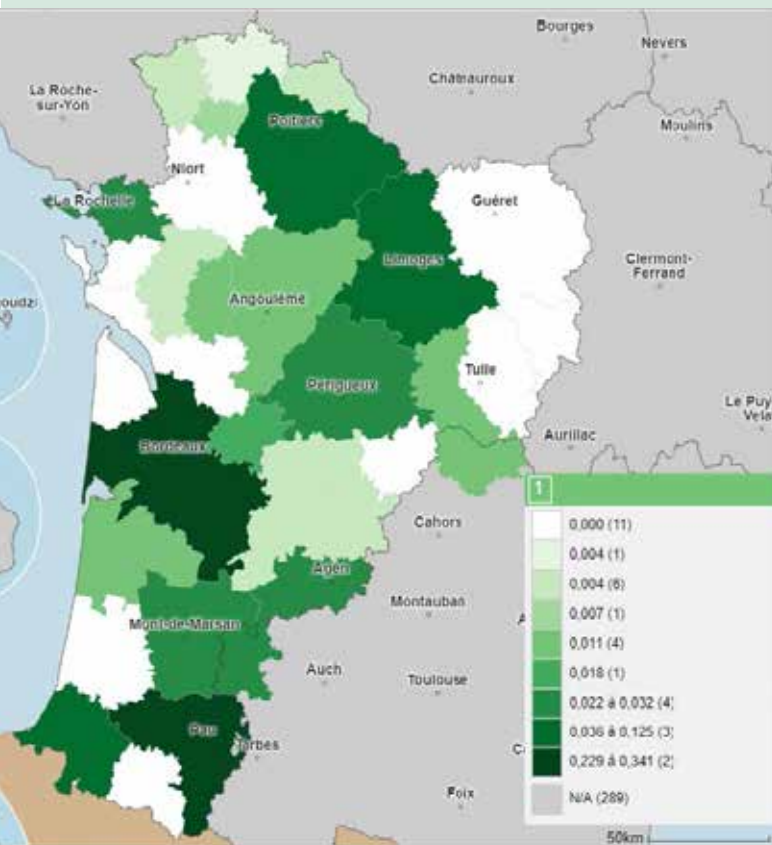 Bourges
Nevers
Châteauroux
La Roche-
sur-Yon
Moulins
Poitiers
Niort
La Rochelle
Guéret
Limoges
Clermont-
Ferrand
oudzi
Angoulême
Périgueux
Tulle
Le Puy
Vela
Aurillac
Bordeaux
1
Cahors
0,000 (11)
0,004 (1)
Agen
0,004 (6)
Montauban
0,007 (1)
Mont-de-Marsan
0,011 (4)
Auch
Toulouse
0,018 (1)
0,022 à 0,032 (4)
Pau
Tarbes
0,036 à 0,125 (3)
0,229 à 0,341 (2)
Foix
N/A (289)
50km